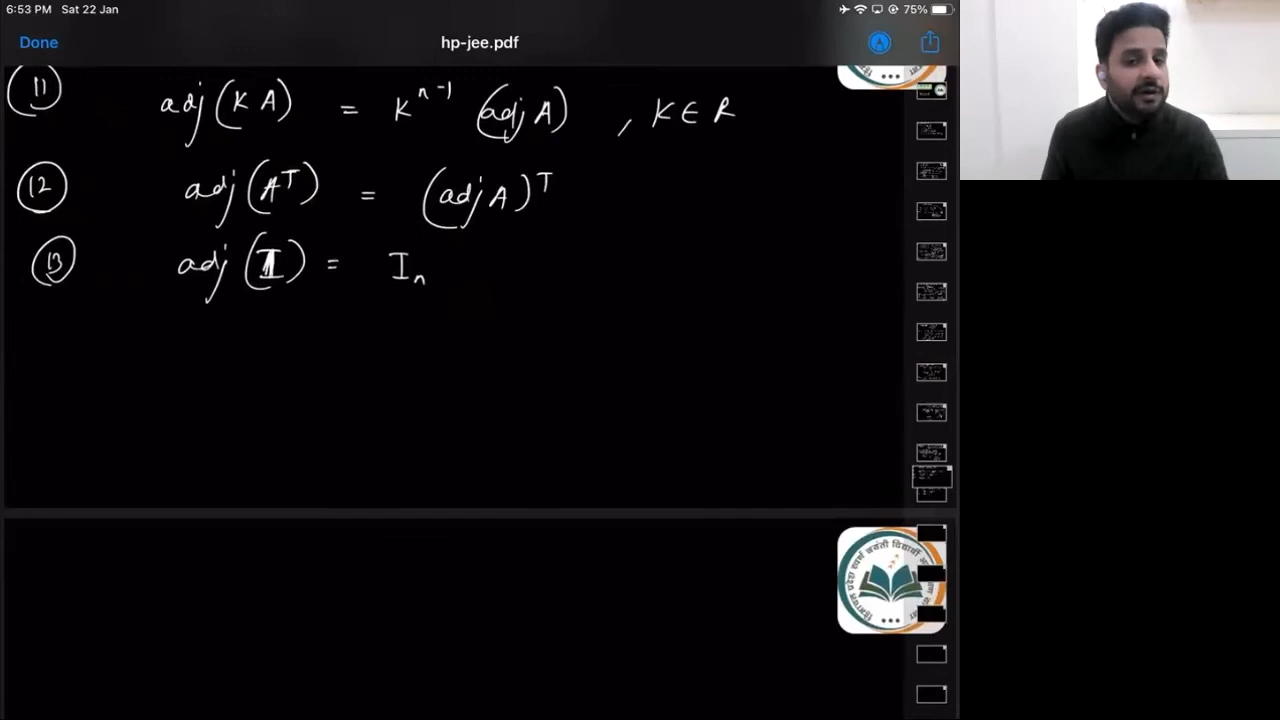 6:53 PM Sat 22 Jan
75%
Done
hp-jee.pdf
11 adj(KA) = K^{n-1} (adj A) , K∈R
12 adj(A^T) = (adj A)^T
13 adj(I) = I_n